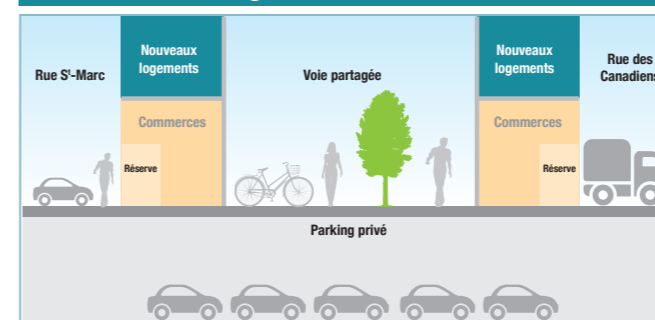 Rue St-Marc
Nouveaux
logements
Voie partagée
Nouveaux
logements
Rue des
Canadiens
Commerces
Commerces
Réserve
Réserve
Parking privé